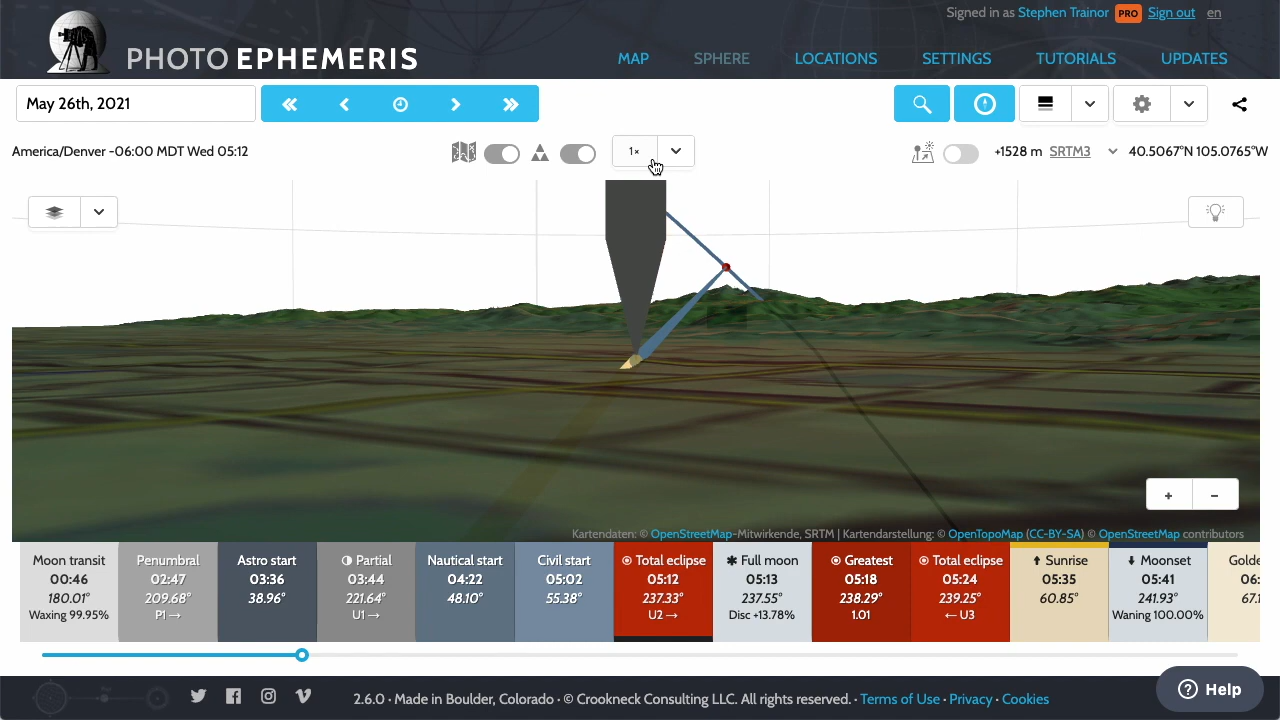 Signed in as Stephen Trainor PRO Sign out en
PHOTO EPHEMERIS
MAP SPHERE LOCATIONS SETTINGS TUTORIALS UPDATES
May 26th, 2021
America/Denver -06:00 MDT Wed 05:12
1×
+1528 m SRTM3 40.5067°N 105.0765°W
+ −
Kartendaten: © OpenStreetMap-Mitwirkende, SRTM | Kartendarstellung: © OpenTopoMap (CC-BY-SA) © OpenStreetMap contributors
Moon transit
00:46
180.01°
Waxing 99.95%
Penumbral
02:47
209.68°
P1 →
Astro start
03:36
38.96°
Partial
03:44
221.64°
U1 →
Nautical start
04:22
48.10°
Civil start
05:02
55.38°
Total eclipse
05:12
237.33°
U2 →
Full moon
05:13
237.55°
Disc +13.78%
Greatest
05:18
238.29°
1.01
Total eclipse
05:24
239.25°
← U3
Sunrise
05:35
60.85°
Moonset
05:41
241.93°
Waning 100.00%
Golde
06:
67.1
2.6.0 · Made in Boulder, Colorado · © Crookneck Consulting LLC. All rights reserved. · Terms of Use · Privacy · Cookies
? Help